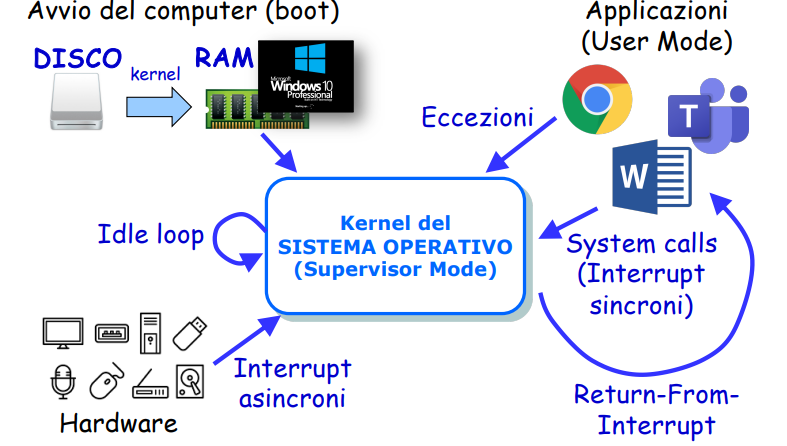 Avvio del computer (boot)
DISCO
kernel
RAM
Microsoft
Windows 10
Professional
Applicazioni
(User Mode)
Eccezioni
T
W
Kernel del
SISTEMA OPERATIVO
(Supervisor Mode)
Idle loop
System calls
(Interrupt
sincroni)
Interrupt
asincroni
Hardware
Return-From-
Interrupt